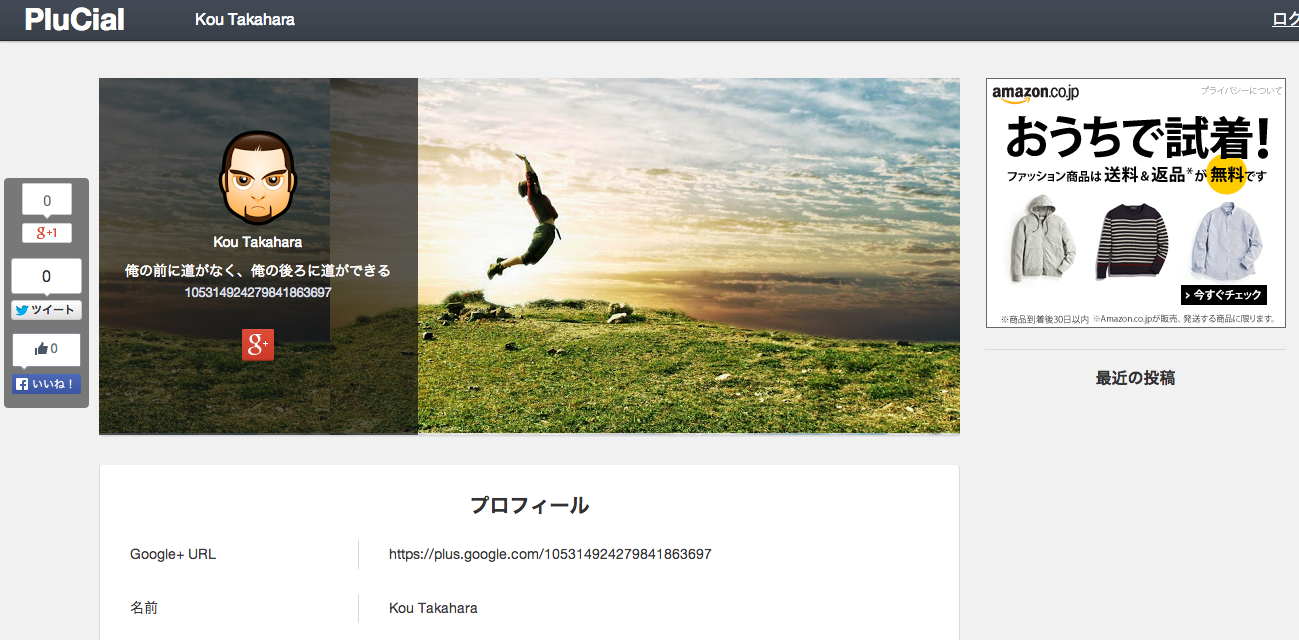 PluCial
Kou Takahara
ログ
0
g+1
0
ツイート
0
いいね！
Kou Takahara
俺の前に道がなく、俺の後ろに道ができる
105314924279841863697
g+
amazon.co.jp
プライバシーについて
おうちで試着！
ファッション商品は 送料 & 返品* が 無料 です
› 今すぐチェック
※商品到着後30日以内 ※Amazon.co.jpが販売、発送する商品に限ります。
最近の投稿
プロフィール
Google+ URL
https://plus.google.com/105314924279841863697
名前
Kou Takahara